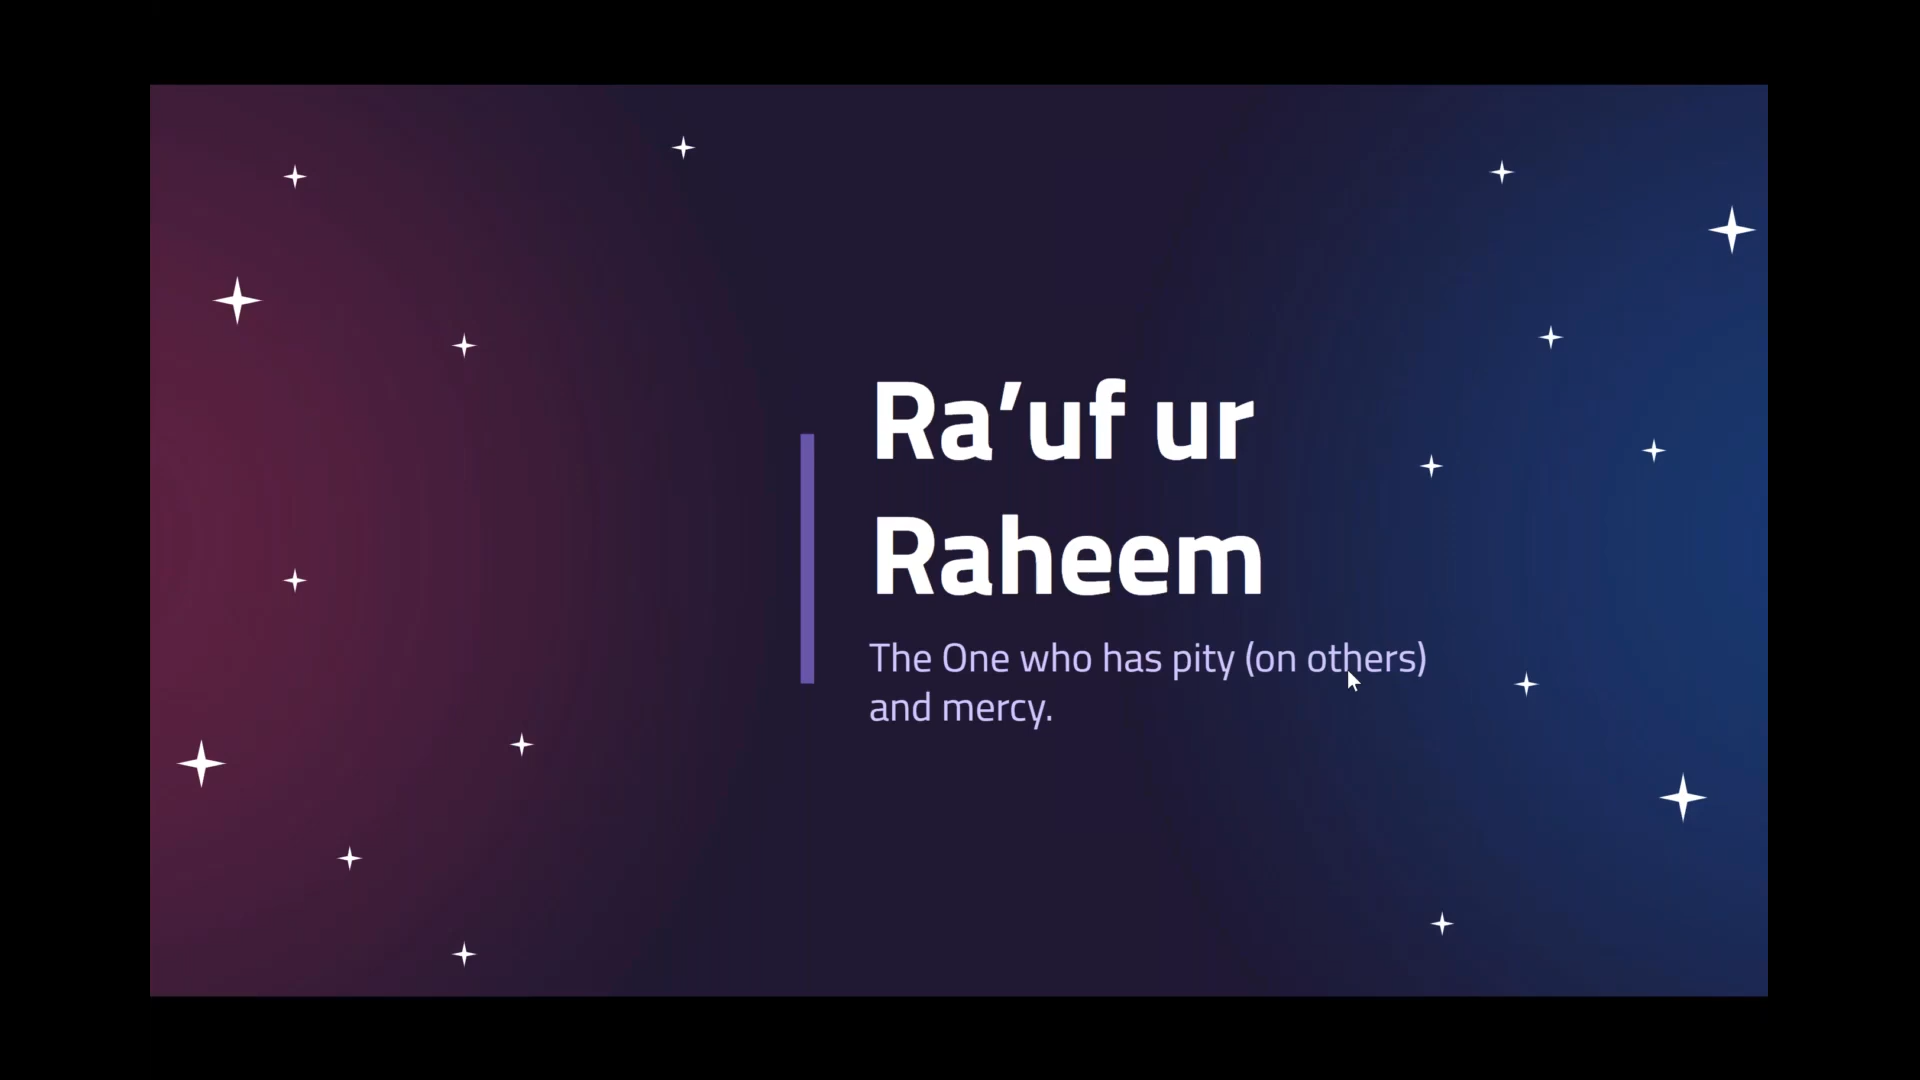 Ra’uf ur
Raheem
The One who has pity (on others)
and mercy.